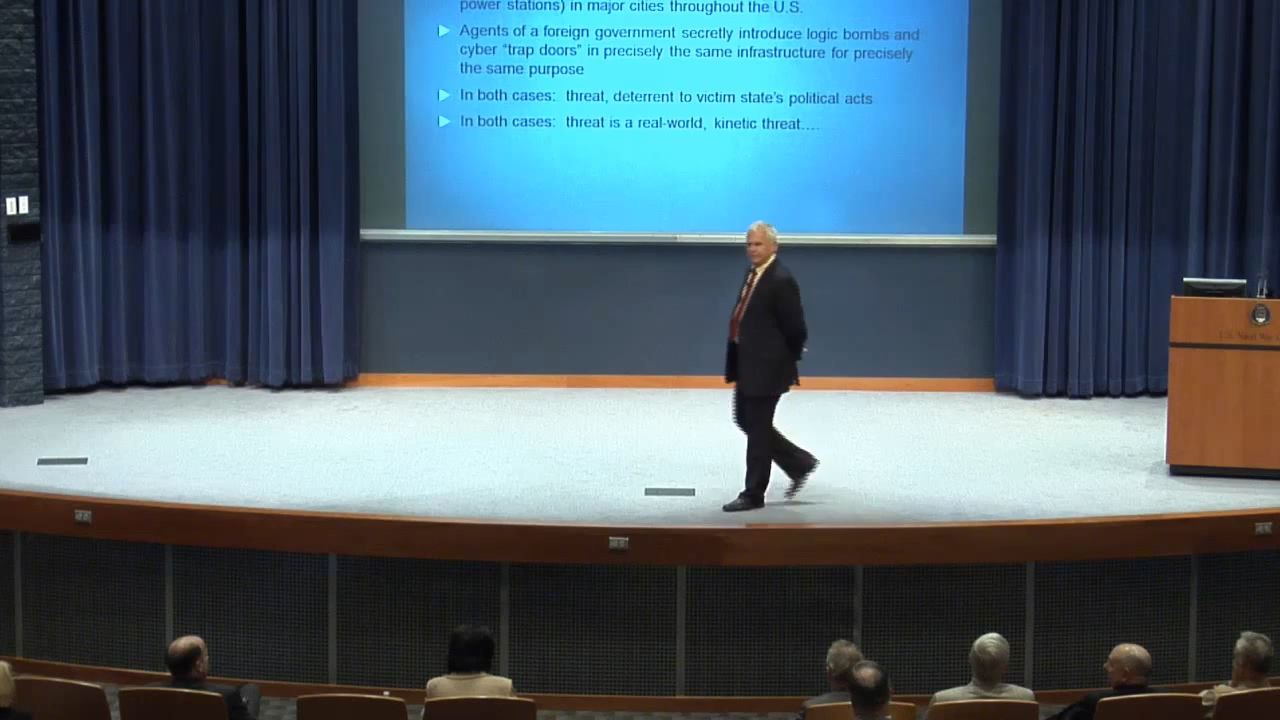 power stations) in major cities throughout the U.S.
Agents of a foreign government secretly introduce logic bombs and
cyber “trap doors” in precisely the same infrastructure for precisely
the same purpose
In both cases: threat, deterrent to victim state's political acts
In both cases: threat is a real-world, kinetic threat....